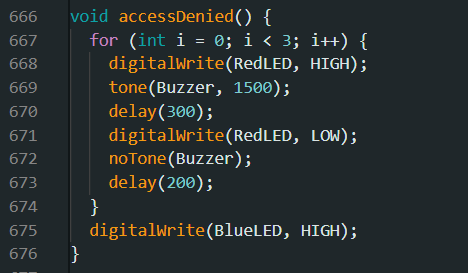 666 void accessDenied() {
667   for (int i = 0; i < 3; i++) {
668     digitalWrite(RedLED, HIGH);
669     tone(Buzzer, 1500);
670     delay(300);
671     digitalWrite(RedLED, LOW);
672     noTone(Buzzer);
673     delay(200);
674   }
675   digitalWrite(BlueLED, HIGH);
676 }